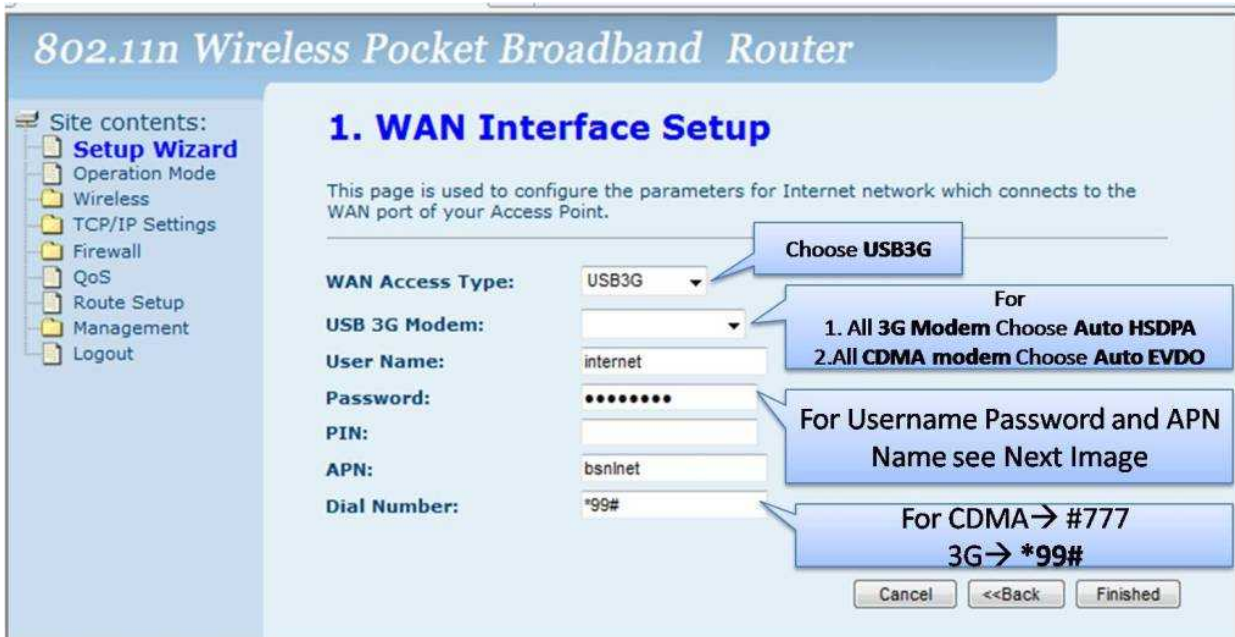 802.11n Wireless Pocket Broadband Router
Site contents:
Setup Wizard
Operation Mode
Wireless
TCP/IP Settings
Firewall
QoS
Route Setup
Management
Logout
1. WAN Interface Setup
This page is used to configure the parameters for Internet network which connects to the
WAN port of your Access Point.
Choose USB3G
WAN Access Type: USB3G
For
1. All 3G Modem Choose Auto HSDPA
2.All CDMA modem Choose Auto EVDO
USB 3G Modem:
User Name: internet
Password: ••••••••
For Username Password and APN
Name see Next Image
PIN:
APN: bsnlnet
Dial Number: *99#
For CDMA→ #777
3G→ *99#
Cancel <<Back Finished